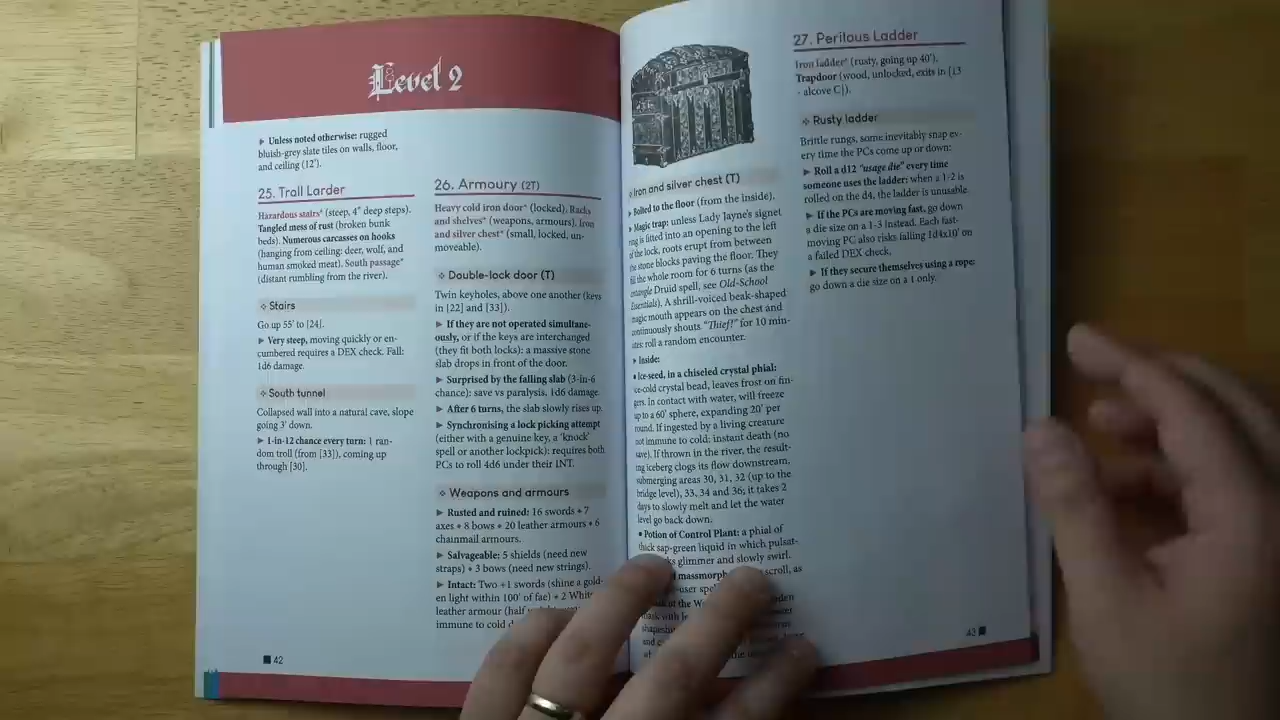 Level 2
▶ Unless noted otherwise: rugged
bluish-grey slate tiles on walls, floor,
and ceiling (12').
25. Troll Larder
Hazardous stairs* (steep, 4" deep steps).
Tangled mess of rust (broken bunk
beds). Numerous carcasses on hooks
(hanging from ceiling: deer, wolf, and
human smoked meat). South passage*
(distant rumbling from the river).
❖ Stairs
Go up 55' to [24].
▶ Very steep, moving quickly or en-
cumbered requires a DEX check. Fall:
1d6 damage.
❖ South tunnel
Collapsed wall into a natural cave, slope
going 3' down.
▶ 1-in-12 chance every turn: 1 ran-
dom troll (from [33]), coming up
through [30].
42
26. Armoury (2T)
Heavy cold iron door* (locked). Racks
and shelves* (weapons, armours). Iron
and silver chest* (small, locked, un-
moveable).
❖ Double-lock door (T)
Twin keyholes, above one another (keys
in [22] and [33]).
▶ If they are not operated simultane-
ously, or if the keys are interchanged
(they fit both locks): a massive stone
slab drops in front of the door.
▶ Surprised by the falling slab (3-in-6
chance): save vs paralysis. 1d6 damage.
▶ After 6 turns, the slab slowly rises up.
▶ Synchronising a lock picking attempt
(either with a genuine key, a 'knock'
spell or another lockpick): requires both
PCs to roll 4d6 under their INT.
❖ Weapons and armours
▶ Rusted and ruined: 16 swords • 7
axes • 8 bows • 20 leather armours • 6
chainmail armours.
▶ Salvageable: 5 shields (need new
straps) • 3 bows (need new strings).
▶ Intact: Two +1 swords (shine a gold-
en light within 100' of fae) • 2 White
leather armour (half
immune to cold
❖ Iron and silver chest (T)
▶ Bolted to the floor (from the inside).
▶ Magic trap: unless Lady Jayne's signet
ring is fitted into an opening to the left
of the lock, roots erupt from between
the stone blocks paving the floor. They
fill the whole room for 6 turns (as the
entangle Druid spell, see Old-School
Essentials). A shrill-voiced beak-shaped
magic mouth appears on the chest and
continuously shouts "Thief!" for 10 min-
utes: roll a random encounter.
▶ Inside:
• Ice-seed, in a chiseled crystal phial:
ice-cold crystal bead, leaves frost on fin-
gers. In contact with water, will freeze
up to a 60' sphere, expanding 20' per
round. If ingested by a living creature
not immune to cold: instant death (no
save). If thrown in the river, the result-
ing iceberg clogs its flow downstream,
submerging areas 30, 31, 32 (up to the
bridge level), 33, 34 and 36; it takes 2
days to slowly melt and let the water
level go back down.
• Potion of Control Plant: a phial of
thick sap-green liquid in which pulsat-
glimmer and slowly swirl.
massmorph scroll, as
27. Perilous Ladder
Iron ladder* (rusty, going up 40').
Trapdoor (wood, unlocked, exits in [13
- alcove C]).
❖ Rusty ladder
Brittle rungs, some inevitably snap ev-
ery time the PCs come up or down:
▶ Roll a d12 "usage die" every time
someone uses the ladder: when a 1-2 is
rolled on the d4, the ladder is unusable.
▶ If the PCs are moving fast, go down
a die size on a 1-3 instead. Each fast-
moving PC also risks falling 1d4x10' on
a failed DEX check.
▶ If they secure themselves using a rope:
go down a die size on a 1 only.
43